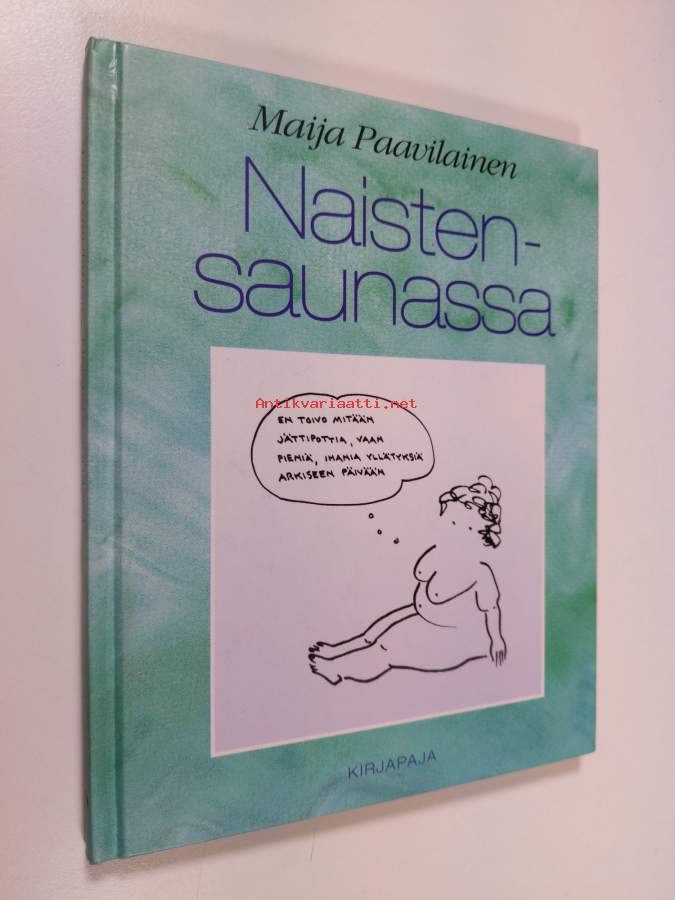 Maija Paavilainen
Naisten-
saunassa
Antikvariaatti.net
EN TOIVO MITÄÄN
JÄTTIPOTTIA, VAAN
PIENIÄ, IHANIA YLLÄTYKSIÄ
ARKISEEN PÄIVÄÄN
KIRJAPAJA